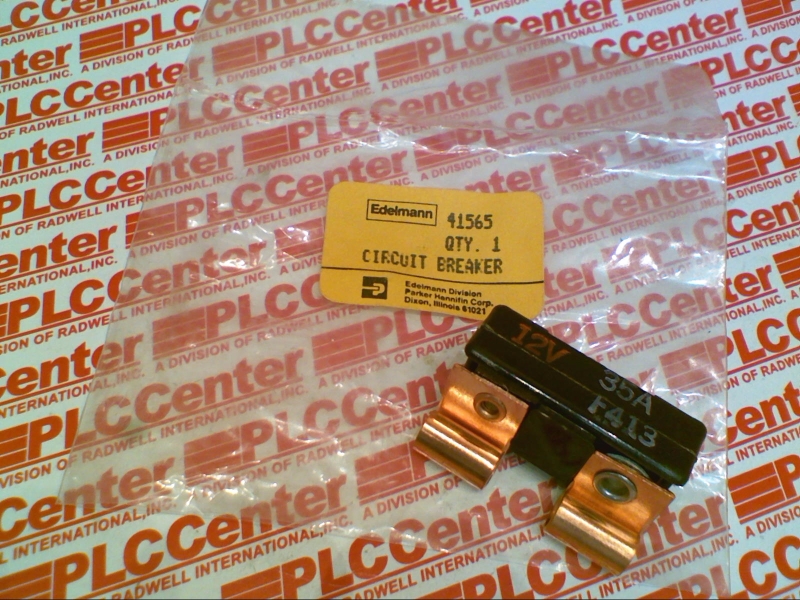 Edelmann
41565
QTY. 1
CIRCUIT BREAKER
Edelmann Division
Parker Hannifin Corp.
Dixon, Illinois 61021
12V 35A
F413
PLCCenter
A DIVISION OF RADWELL INTERNATIONAL, INC.